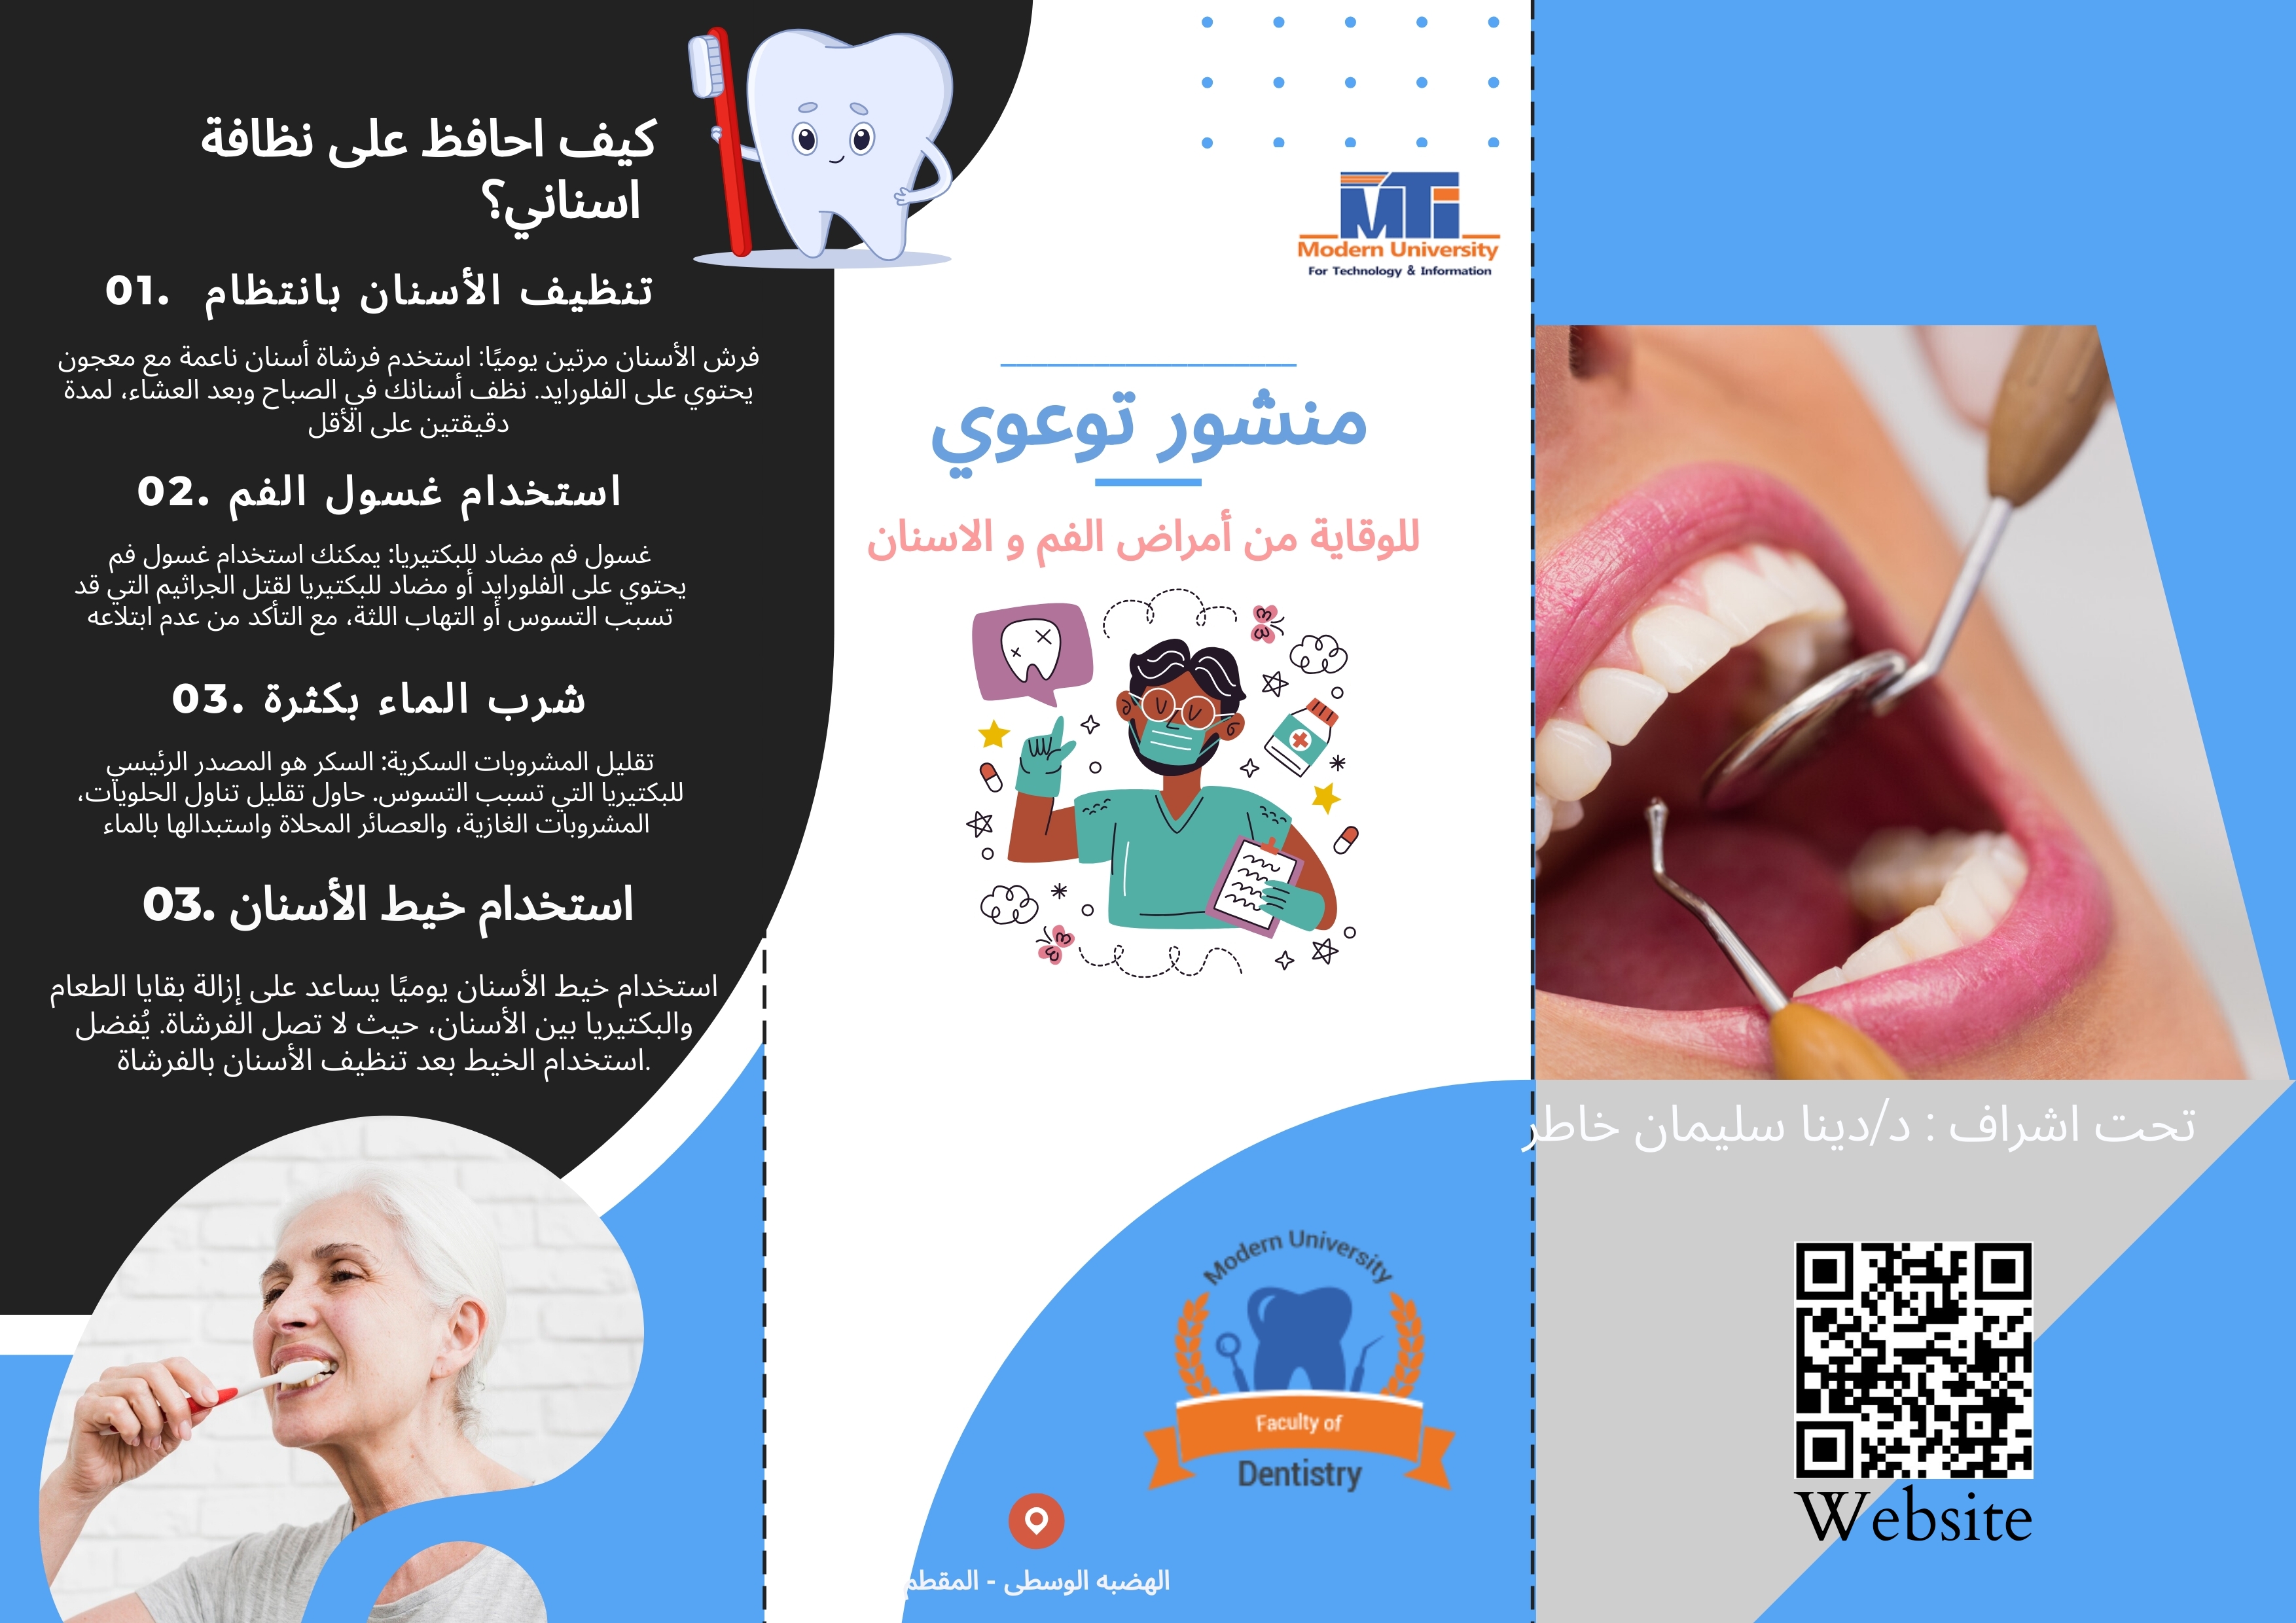 كيف احافظ على نظافة
اسناني؟
01. تنظيف الأسنان بانتظام
فرش الأسنان مرتين يوميًا: استخدم فرشاة أسنان ناعمة مع معجون
يحتوي على الفلورايد. نظف أسنانك في الصباح وبعد العشاء، لمدة
دقيقتين على الأقل
02. استخدام غسول الفم
غسول فم مضاد للبكتيريا: يمكنك استخدام غسول فم
يحتوي على الفلورايد أو مضاد للبكتيريا لقتل الجراثيم التي قد
تسبب التسوس أو التهاب اللثة، مع التأكد من عدم ابتلاعه
03. شرب الماء بكثرة
تقليل المشروبات السكرية: السكر هو المصدر الرئيسي
للبكتيريا التي تسبب التسوس. حاول تقليل تناول الحلويات،
المشروبات الغازية، والعصائر المحلاة واستبدالها بالماء
03. استخدام خيط الأسنان
استخدام خيط الأسنان يوميًا يساعد على إزالة بقايا الطعام
والبكتيريا بين الأسنان، حيث لا تصل الفرشاة. يُفضل
استخدام الخيط بعد تنظيف الأسنان بالفرشاة.
MTi
Modern University
For Technology & Information
منشور توعوي
للوقاية من أمراض الفم و الاسنان
Modern University
Faculty of
Dentistry
الهضبه الوسطى - المقطم
تحت اشراف : د/دينا سليمان خاطر
Website